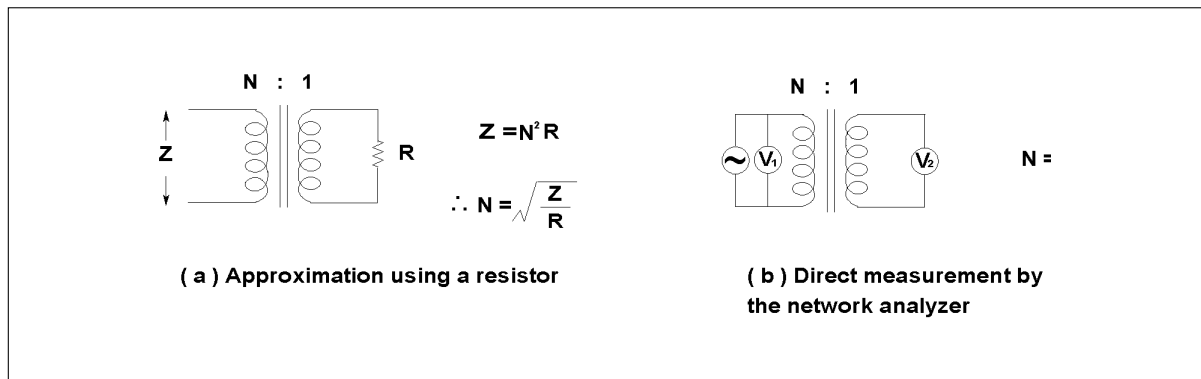 N : 1
Z
R
Z = N² R
∴ N = √ Z / R
( a ) Approximation using a resistor
N : 1
~
V₁
V₂
N =
( b ) Direct measurement by
the network analyzer